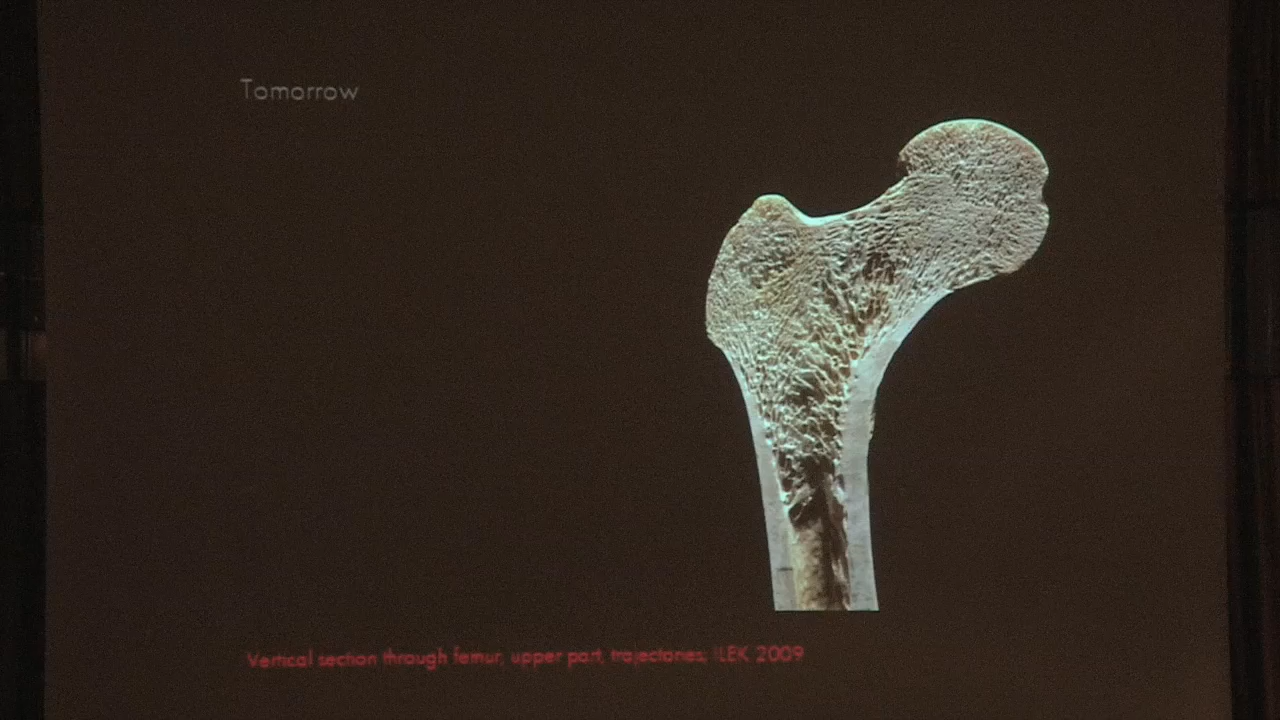 Tomorrow
Vertical section through femur, upper part, trajectories; ILEK 2009